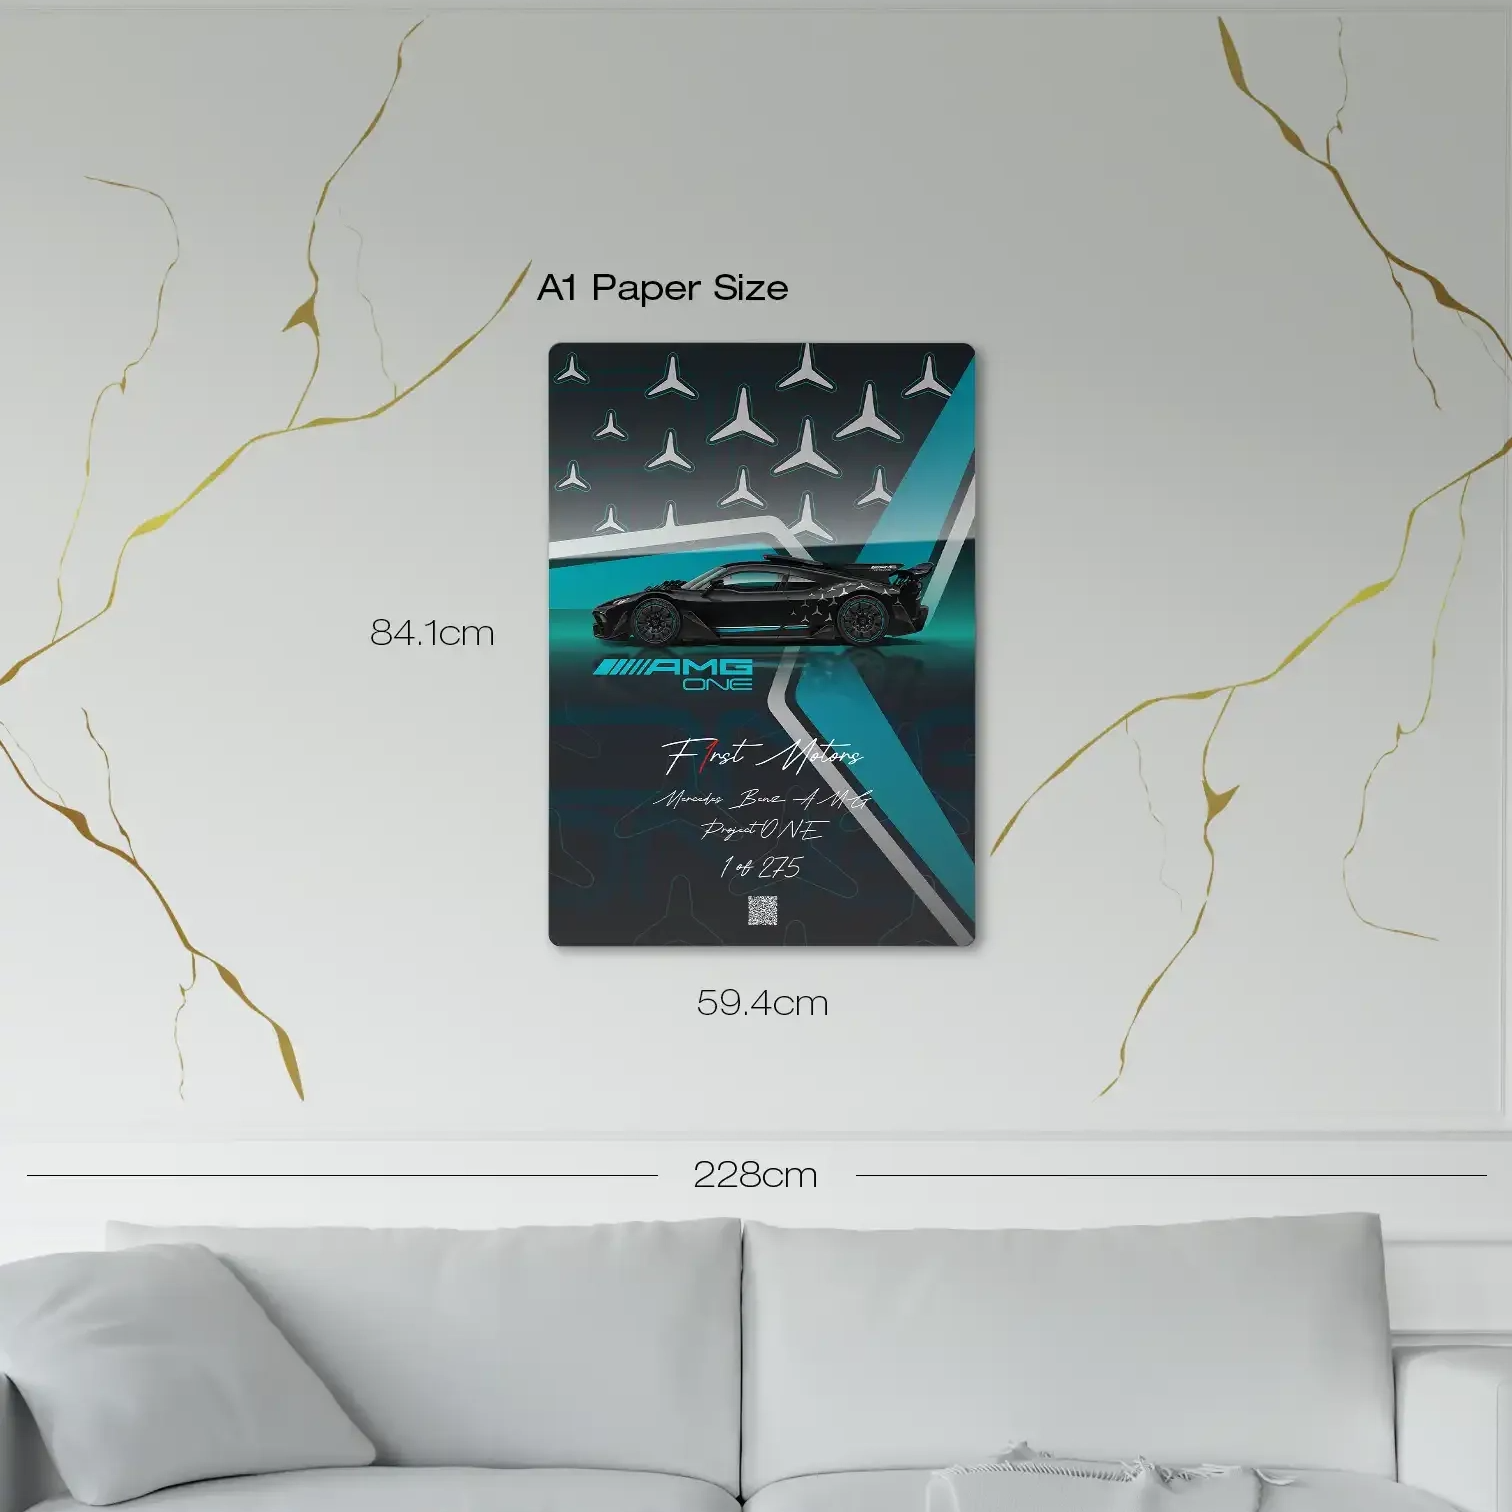 A1 Paper Size
84.1cm
AMG
ONE
F1rst Motors
Mercedes Benz AMG
Project ONE
1 of 275
59.4cm
228cm